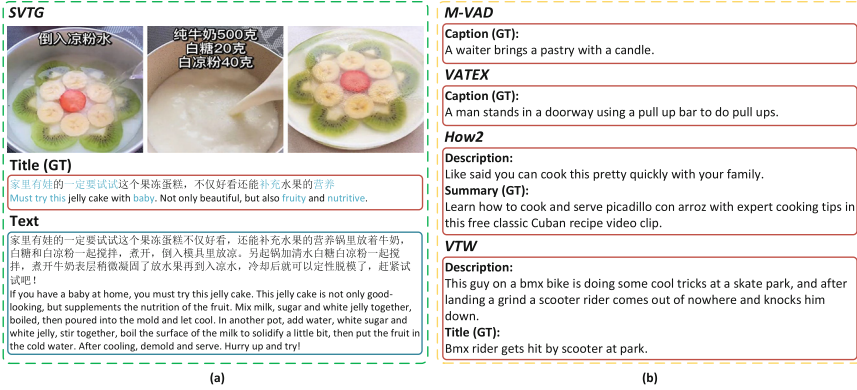 SVTG
倒入凉粉水
纯牛奶500克
白糖20克
白凉粉40克
Title (GT)
家里有娃的一定要试试这个果冻蛋糕，不仅好看还能补充水果的营养
Must try this jelly cake with baby. Not only beautiful, but also fruity and nutritive.
Text
家里有娃的一定要试试这个果冻蛋糕不仅好看，还能补充水果的营养锅里放着牛奶，
白糖和白凉粉一起搅拌，煮开，倒入模具里放凉。另起锅加清水白糖白凉粉一起搅
拌，煮开牛奶表层稍微凝固了放水果再到入凉水，冷却后就可以定性脱模了，赶紧试
试吧！
If you have a baby at home, you must try this jelly cake. This jelly cake is not only good-
looking, but supplements the nutrition of the fruit. Mix milk, sugar and white jelly together,
boiled, then poured into the mold and let cool. In another pot, add water, white sugar and
white jelly, stir together, boil the surface of the milk to solidify a little bit, then put the fruit in
the cold water. After cooling, demold and serve. Hurry up and try!
(a)
M-VAD
Caption (GT):
A waiter brings a pastry with a candle.
VATEX
Caption (GT):
A man stands in a doorway using a pull up bar to do pull ups.
How2
Description:
Like said you can cook this pretty quickly with your family.
Summary (GT):
Learn how to cook and serve picadillo con arroz with expert cooking tips in
this free classic Cuban recipe video clip.
VTW
Description:
This guy on a bmx bike is doing some cool tricks at a skate park, and after
landing a grind a scooter rider comes out of nowhere and knocks him
down.
Title (GT):
Bmx rider gets hit by scooter at park.
(b)